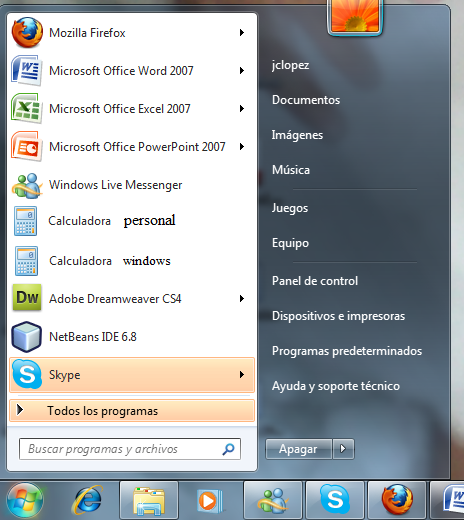 Mozilla Firefox
Microsoft Office Word 2007
Microsoft Office Excel 2007
Microsoft Office PowerPoint 2007
Windows Live Messenger
Calculadora personal
Calculadora windows
Dw Adobe Dreamweaver CS4
NetBeans IDE 6.8
Skype
Todos los programas
Buscar programas y archivos
jclopez
Documentos
Imágenes
Música
Juegos
Equipo
Panel de control
Dispositivos e impresoras
Programas predeterminados
Ayuda y soporte técnico
Apagar